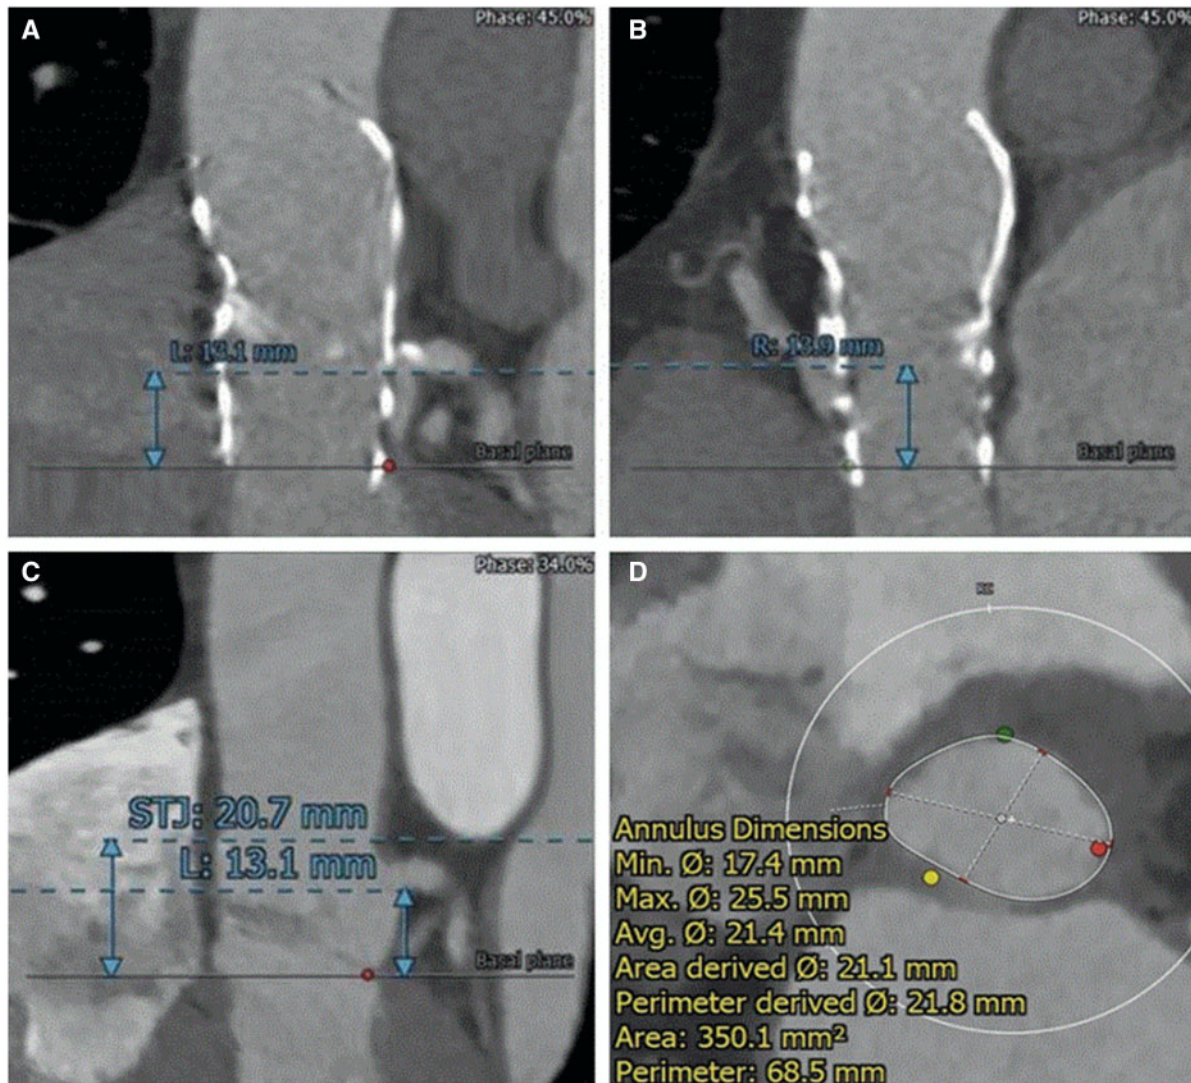 A
Phase: 45.0%
L: 13.1 mm
Basal plane
B
Phase: 45.0%
R: 13.9 mm
Basal plane
C
Phase: 34.0%
STJ: 20.7 mm
L: 13.1 mm
Basal plane
D
RC
Annulus Dimensions
Min. Ø: 17.4 mm
Max. Ø: 25.5 mm
Avg. Ø: 21.4 mm
Area derived Ø: 21.1 mm
Perimeter derived Ø: 21.8 mm
Area: 350.1 mm²
Perimeter: 68.5 mm